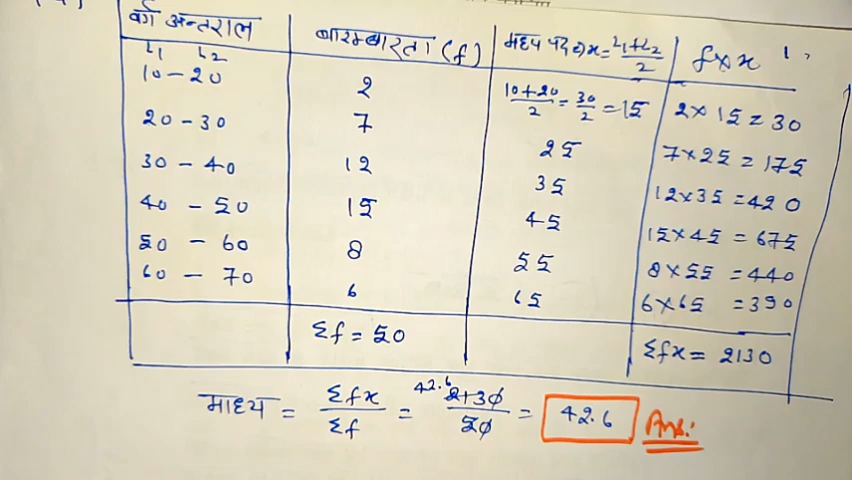 वर्ग अन्तराल बारम्बारता (f) मध्य पद x = L₁+L₂/2 f×x
L₁ L₂
10 – 20 2 10+20/2 = 30/2 = 15 2×15 = 30
20 – 30 7 25 7×25 = 175
30 – 40 12 35 12×35 = 420
40 – 50 15 45 15×45 = 675
50 – 60 8 55 8×55 = 440
60 – 70 6 65 6×65 = 390
Σf = 50 Σfx = 2130
माध्य = Σfx/Σf = 42.6 2130/50 = 42.6 Ans: